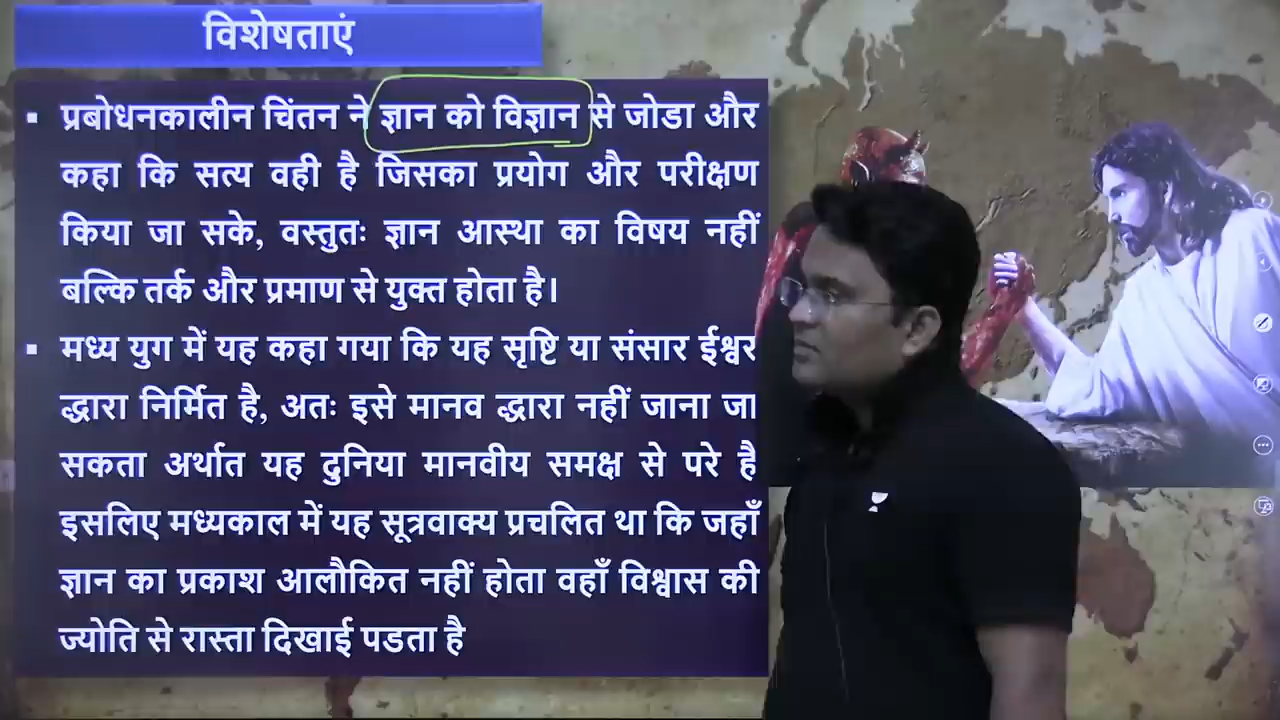 विशेषताएं
▪ प्रबोधनकालीन चिंतन ने ज्ञान को विज्ञान से जोडा और
कहा कि सत्य वही है जिसका प्रयोग और परीक्षण
किया जा सके, वस्तुतः ज्ञान आस्था का विषय नहीं
बल्कि तर्क और प्रमाण से युक्त होता है।
▪ मध्य युग में यह कहा गया कि यह सृष्टि या संसार ईश्वर
द्धारा निर्मित है, अतः इसे मानव द्धारा नहीं जाना जा
सकता अर्थात यह दुनिया मानवीय समक्ष से परे है
इसलिए मध्यकाल में यह सूत्रवाक्य प्रचलित था कि जहाँ
ज्ञान का प्रकाश आलौकित नहीं होता वहाँ विश्वास की
ज्योति से रास्ता दिखाई पडता है